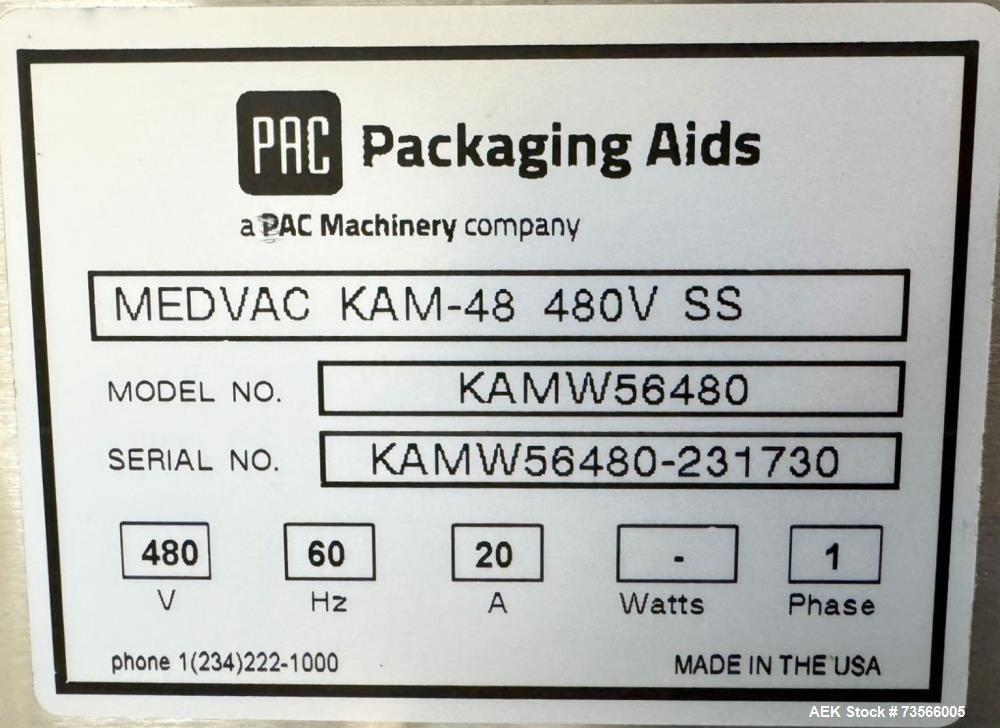 PAC Packaging Aids
a PAC Machinery company
MEDVAC KAM-48 480V SS
MODEL NO. KAMW56480
SERIAL NO. KAMW56480-231730
480 60 20 - 1
V Hz A Watts Phase
phone 1(234)222-1000 MADE IN THE USA
AEK Stock # 73566005